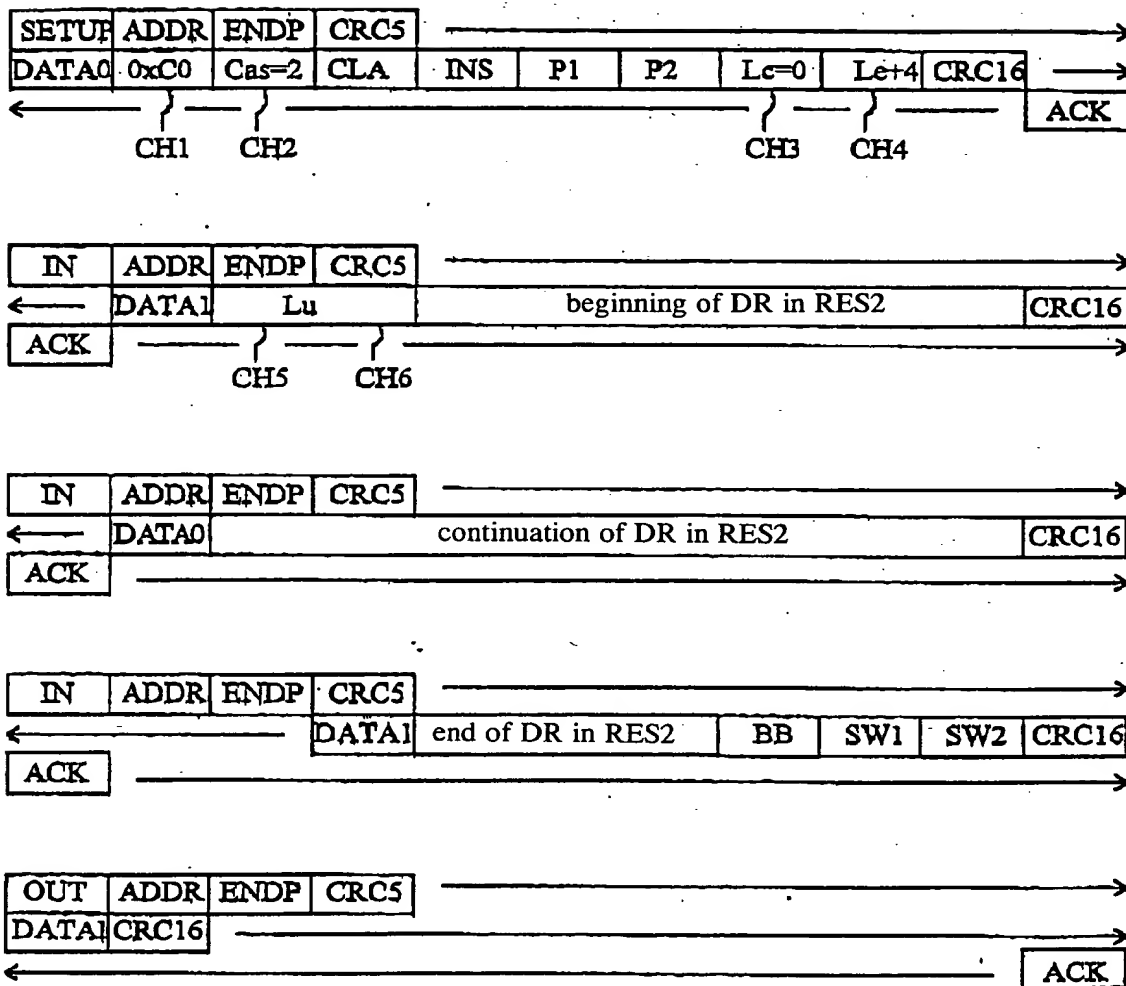 SETUP ADDR ENDP CRC5
DATA0 0xC0 Cas=2 CLA INS P1 P2 Lc=0 Le+4 CRC16
ACK
CH1 CH2 CH3 CH4
IN ADDR ENDP CRC5
DATA1 Lu beginning of DR in RES2 CRC16
ACK
CH5 CH6
IN ADDR ENDP CRC5
DATA0 continuation of DR in RES2 CRC16
ACK
IN ADDR ENDP CRC5
DATA1 end of DR in RES2 BB SW1 SW2 CRC16
ACK
OUT ADDR ENDP CRC5
DATA1 CRC16
ACK